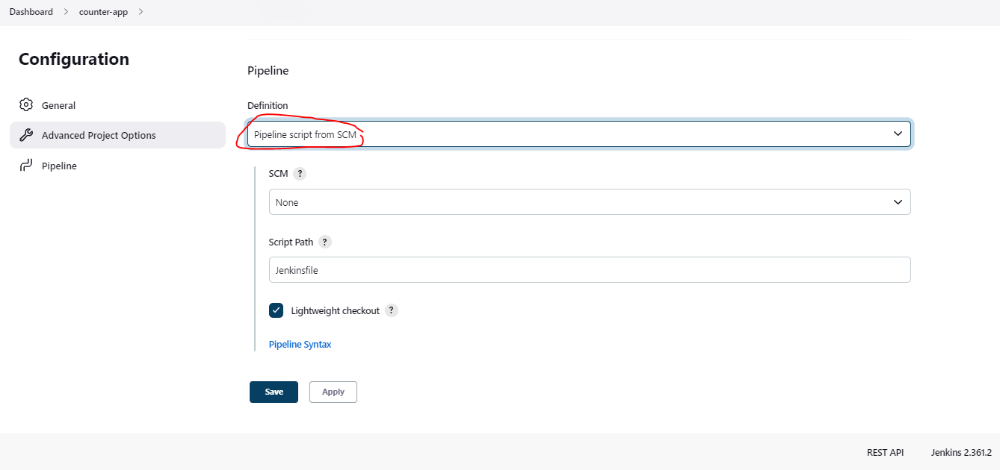 Dashboard > counter-app >
Configuration
General
Advanced Project Options
Pipeline
Pipeline
Definition
Pipeline script from SCM
SCM ?
None
Script Path ?
Jenkinsfile
Lightweight checkout ?
Pipeline Syntax
Save Apply
REST API Jenkins 2.361.2